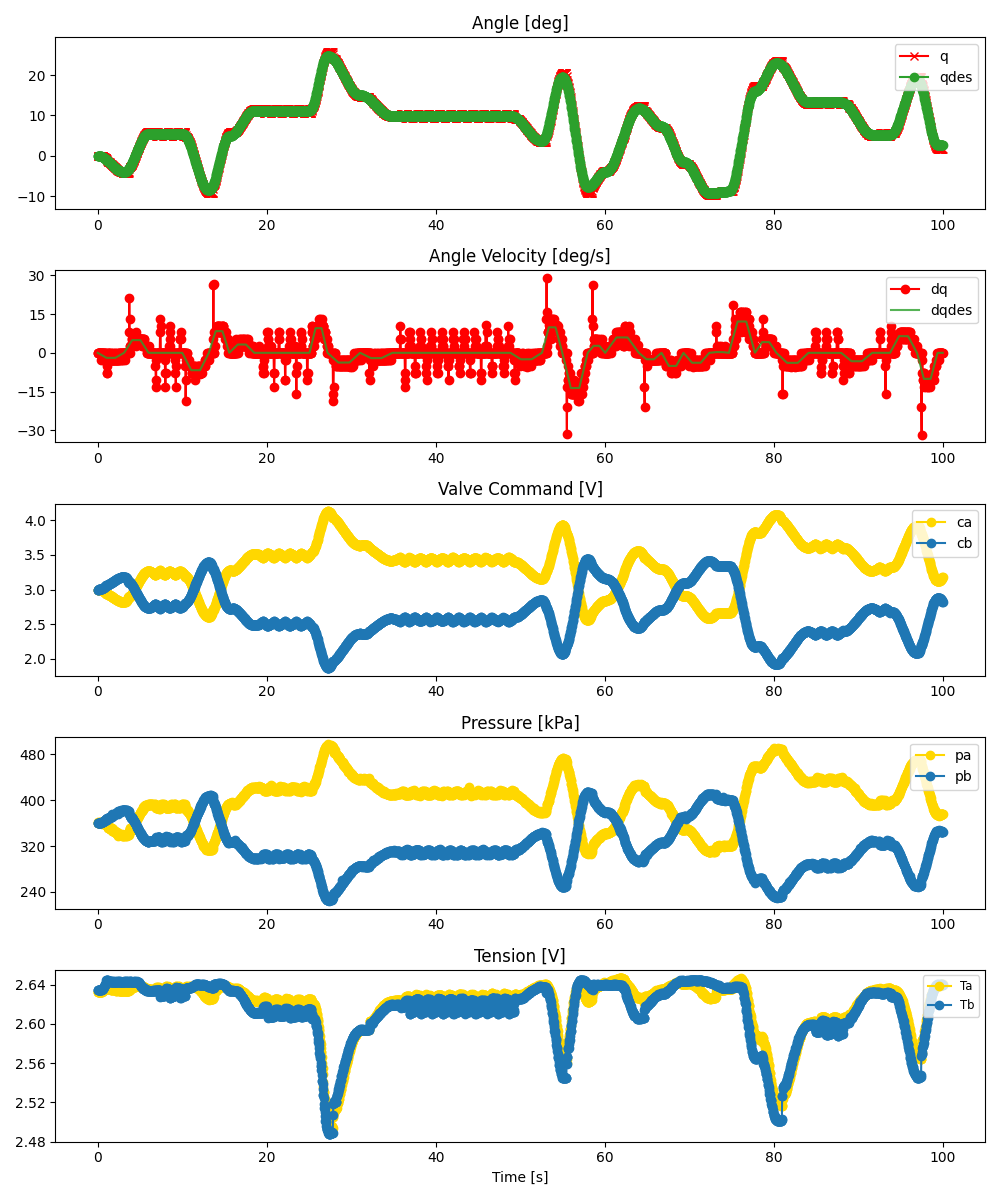 Angle [deg]
20
10
0
−10
q
qdes
0 20 40 60 80 100
Angle Velocity [deg/s]
30
15
0
−15
−30
dq
dqdes
0 20 40 60 80 100
Valve Command [V]
4.0
3.5
3.0
2.5
2.0
ca
cb
0 20 40 60 80 100
Pressure [kPa]
480
400
320
240
pa
pb
0 20 40 60 80 100
Tension [V]
2.64
2.60
2.56
2.52
2.48
Ta
Tb
0 20 40 60 80 100
Time [s]